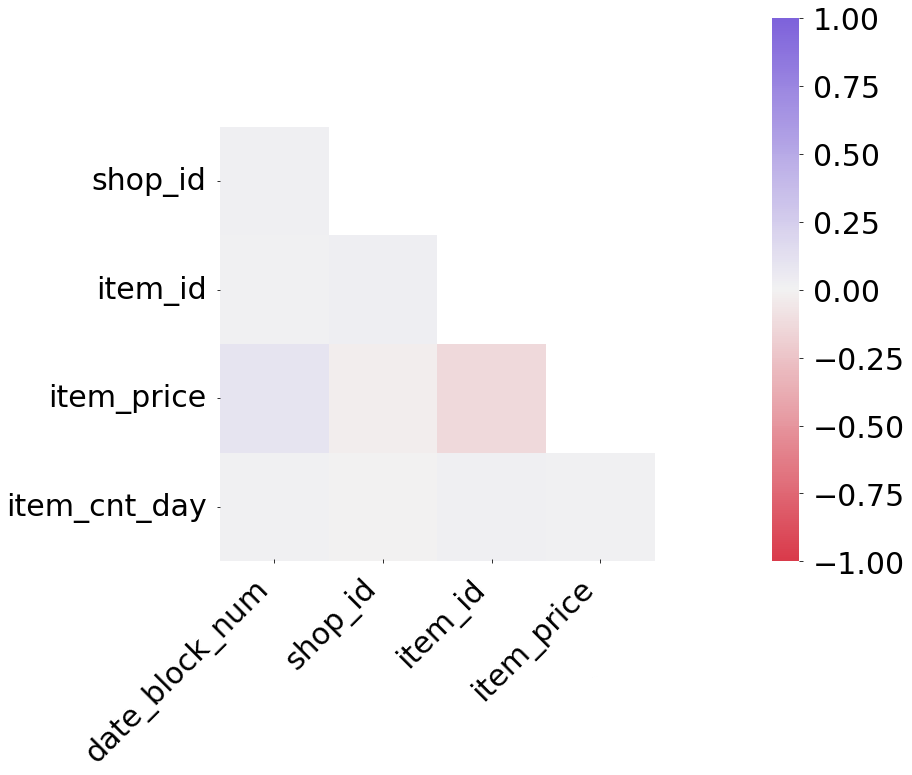 shop_id
item_id
item_price
item_cnt_day
date_block_num
shop_id
item_id
item_price
1.00
0.75
0.50
0.25
0.00
−0.25
−0.50
−0.75
−1.00